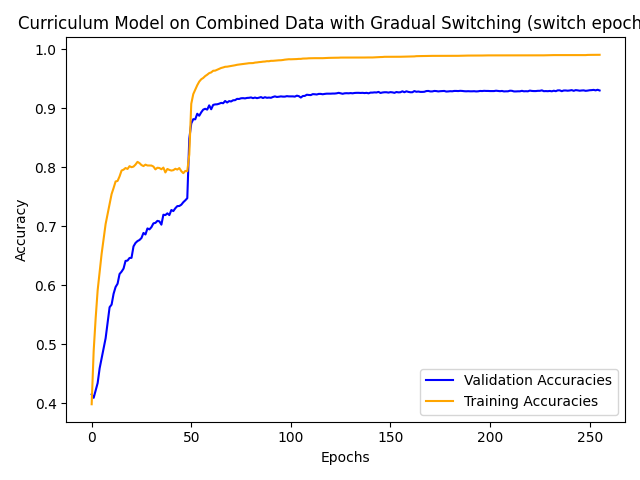 Curriculum Model on Combined Data with Gradual Switching (switch epoch
1.0
0.9
0.8
0.7
0.6
0.5
0.4
Accuracy
0 50 100 150 200 250
Epochs
Validation Accuracies
Training Accuracies